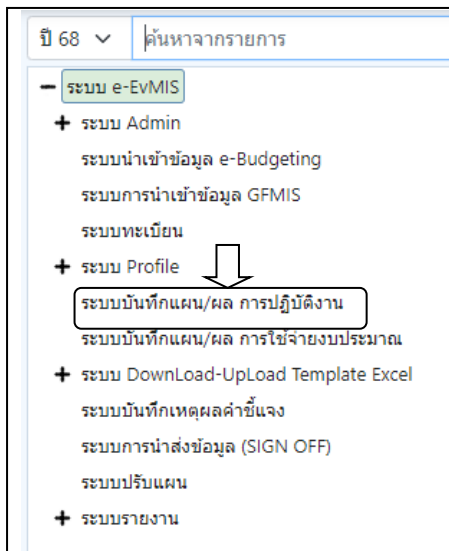 ปี 68 ค้นหาจากรายการ
ระบบ e-EvMIS
ระบบ Admin
ระบบนำเข้าข้อมูล e-Budgeting
ระบบการนำเข้าข้อมูล GFMIS
ระบบทะเบียน
ระบบ Profile
ระบบบันทึกแผน/ผล การปฏิบัติงาน
ระบบบันทึกแผน/ผล การใช้จ่ายงบประมาณ
ระบบ DownLoad-UpLoad Template Excel
ระบบบันทึกเหตุผลคำชี้แจง
ระบบการนำส่งข้อมูล (SIGN OFF)
ระบบปรับแผน
ระบบรายงาน